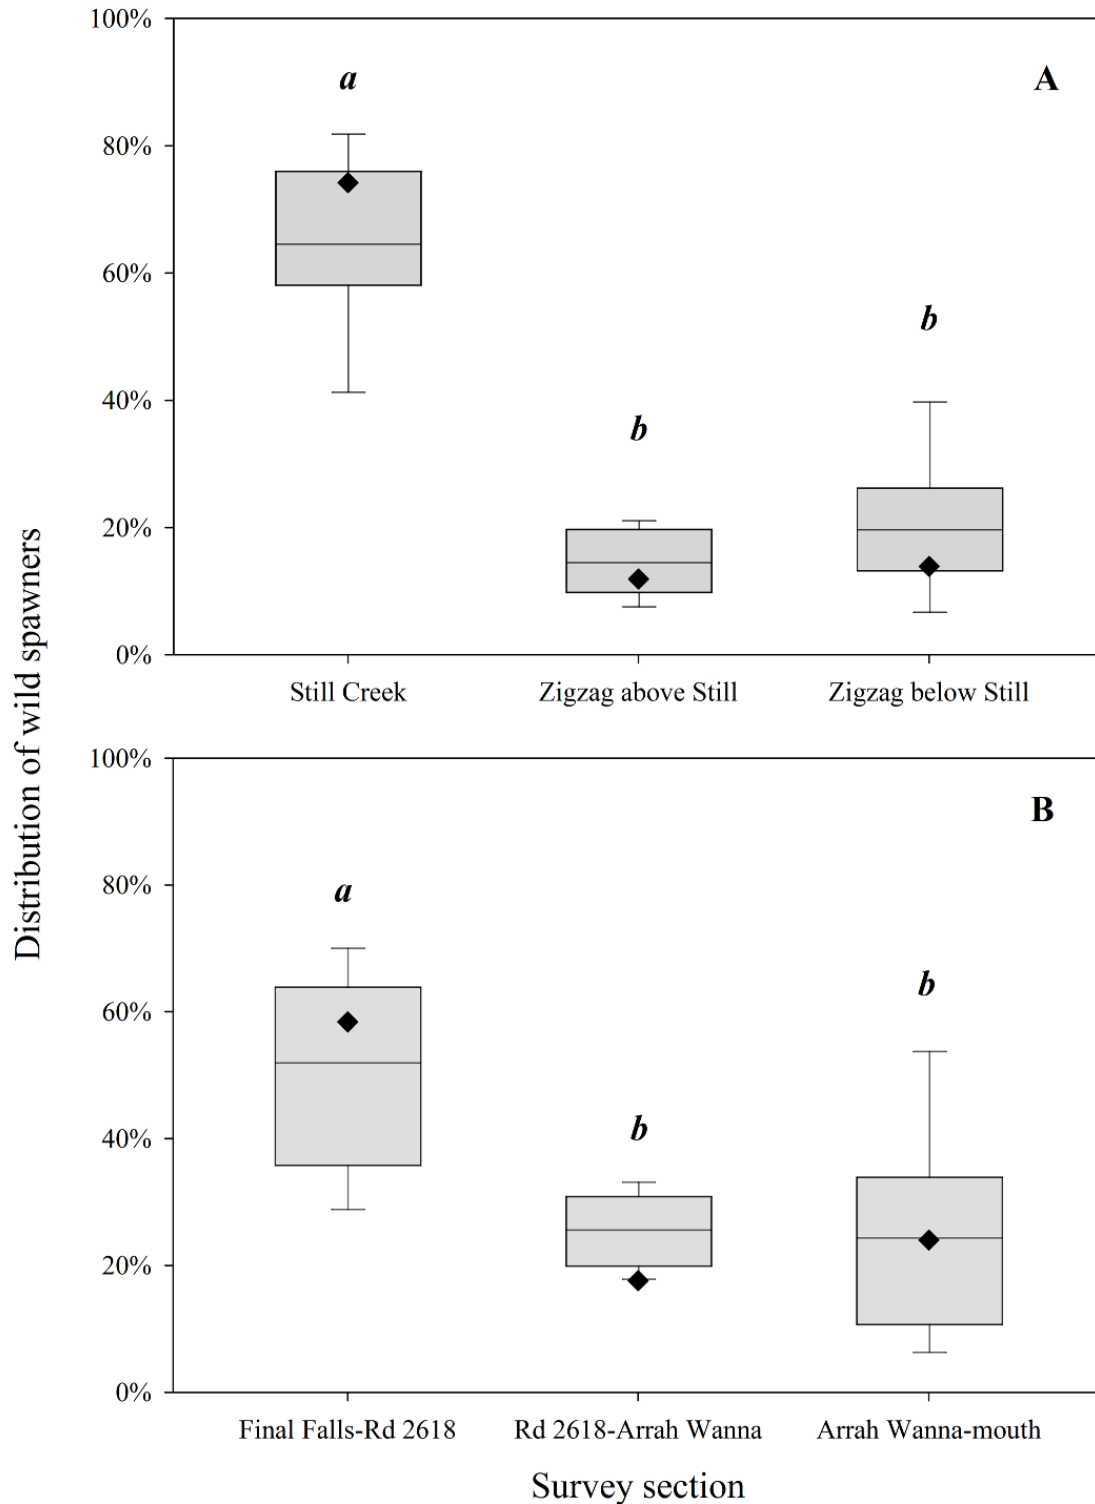 Distribution of wild spawners
100%
80%
60%
40%
20%
0%
A
a
b
b
Still Creek
Zigzag above Still
Zigzag below Still
100%
80%
60%
40%
20%
0%
B
a
b
b
Final Falls-Rd 2618
Rd 2618-Arrah Wanna
Arrah Wanna-mouth
Survey section